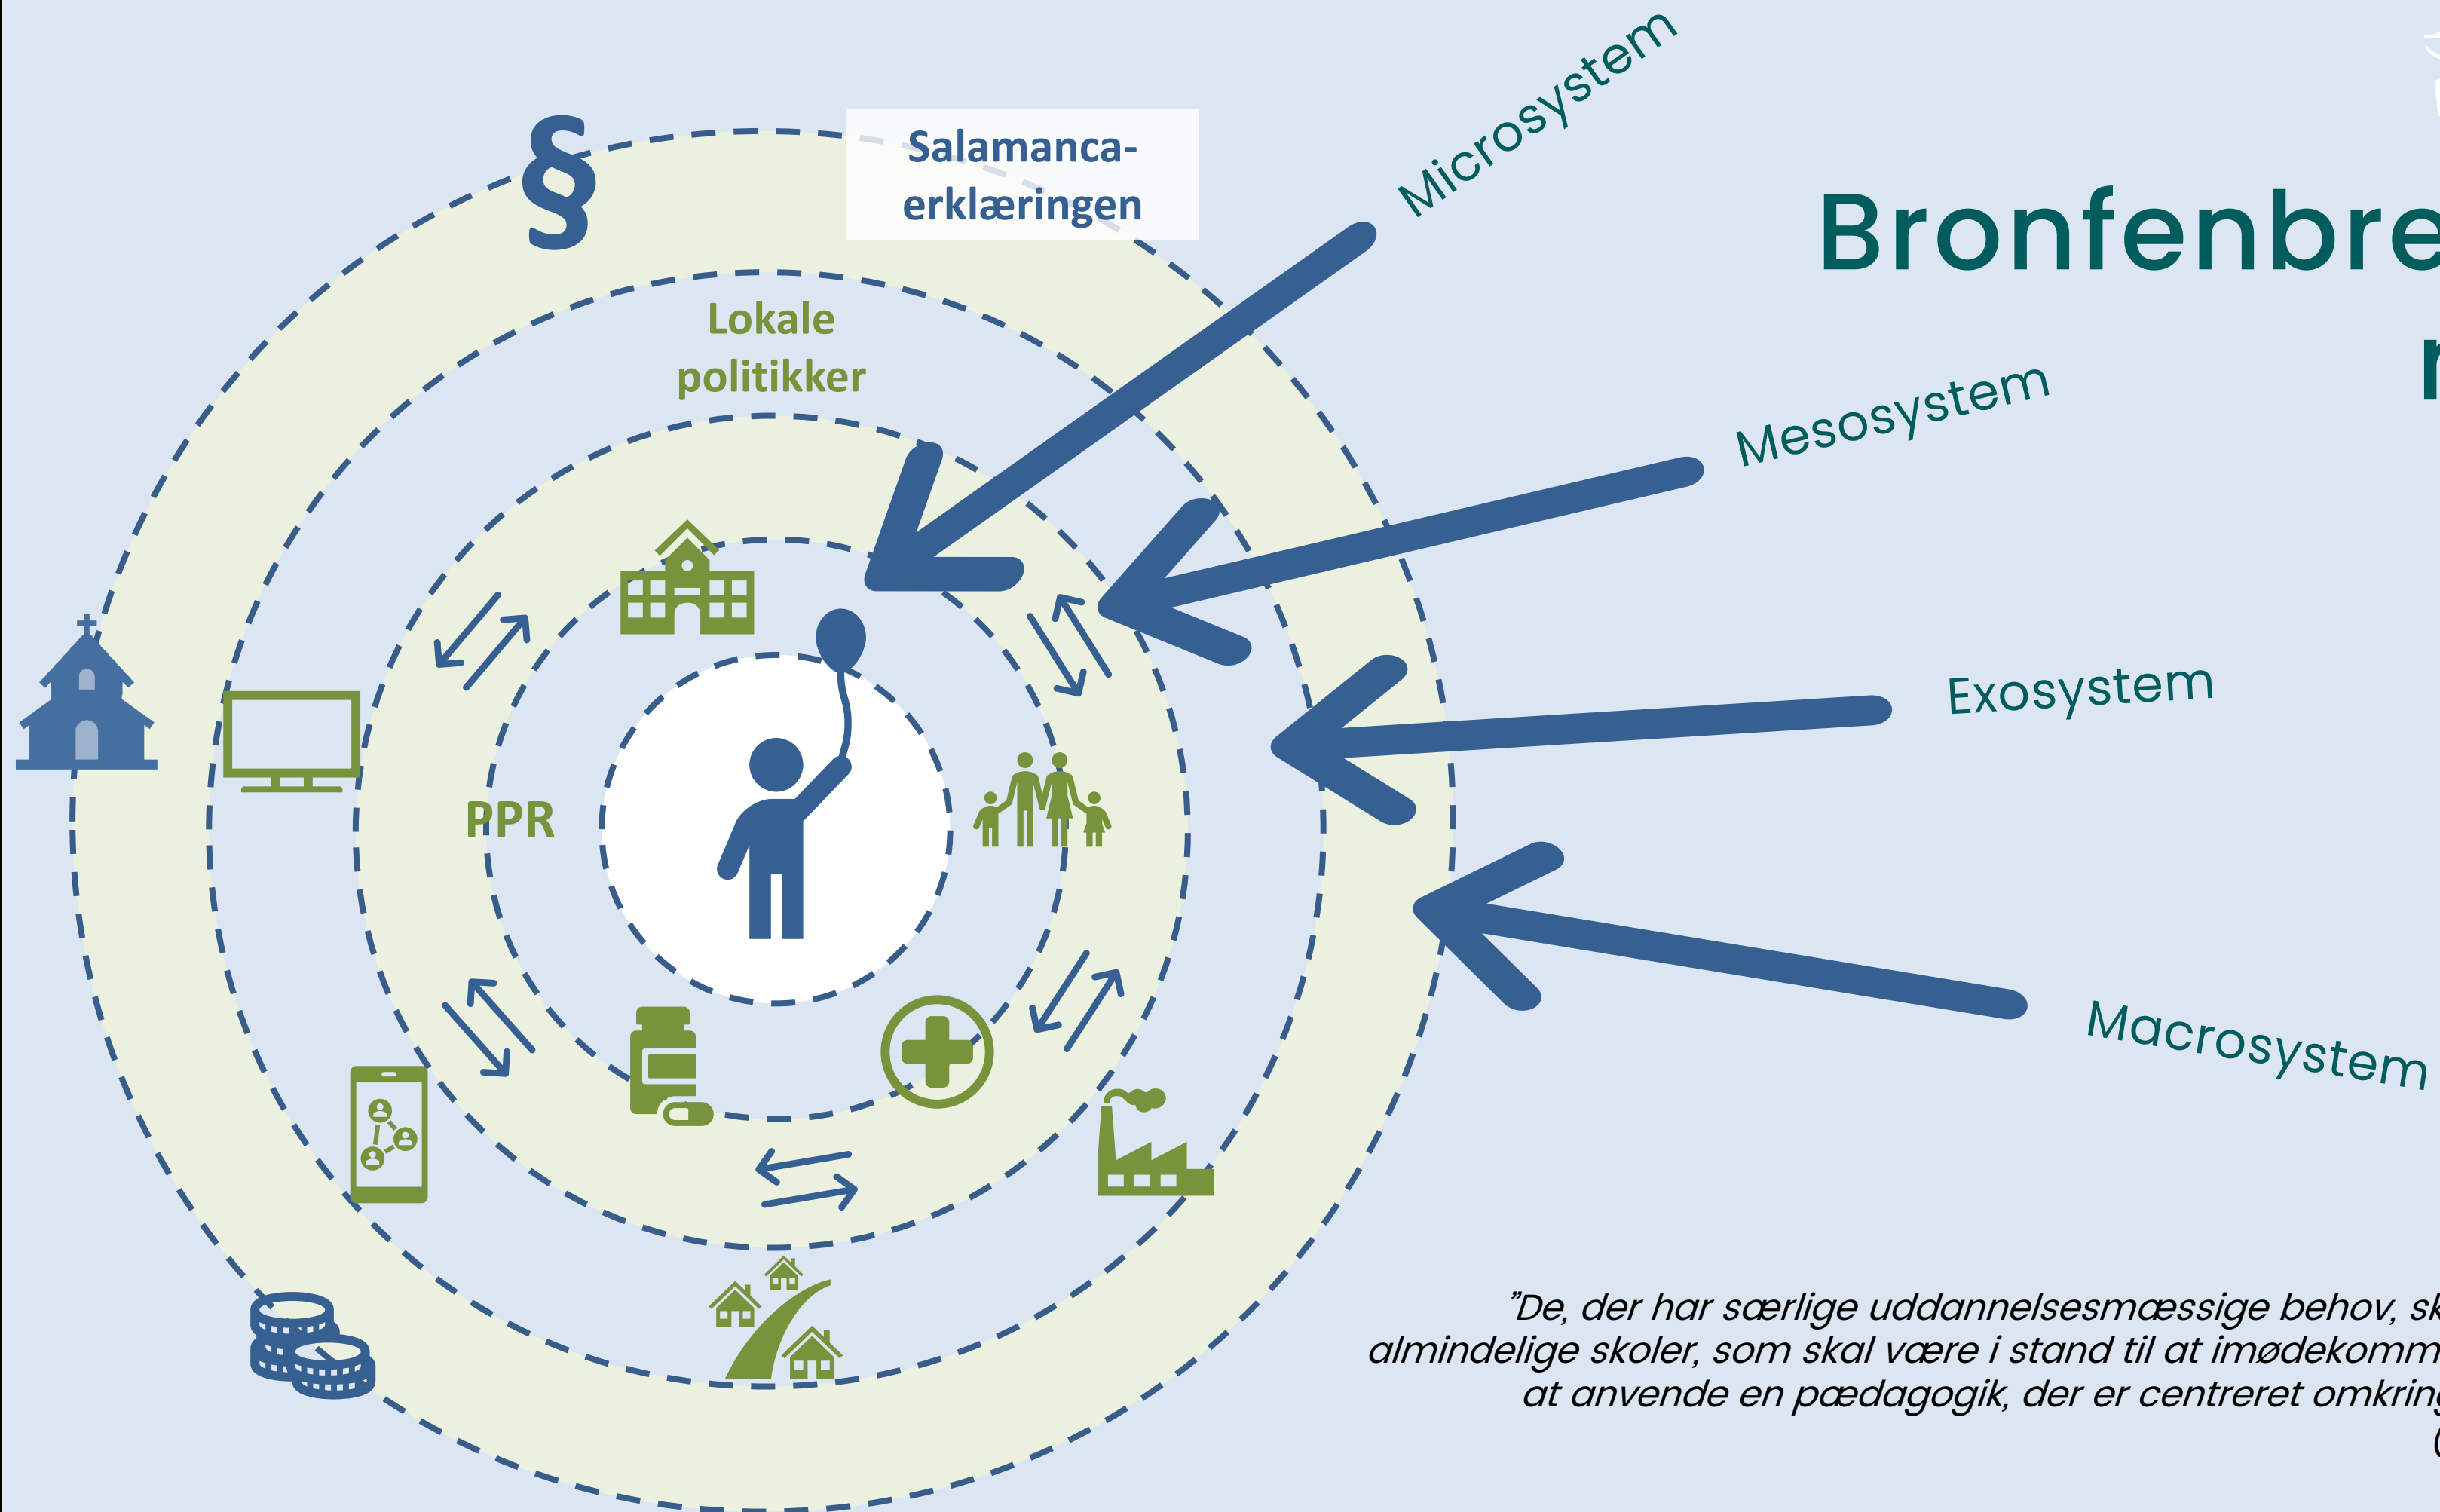 Microsystem
Salamanca-
erklæringen
§
Bronfenbre
Lokale
politikker
Mesosystem
Exosystem
PPR
Macrosystem
”De, der har særlige uddannelsesmæssige behov, sk
almindelige skoler, som skal være i stand til at imødekomm
at anvende en pædagogik, der er centreret omkring
(